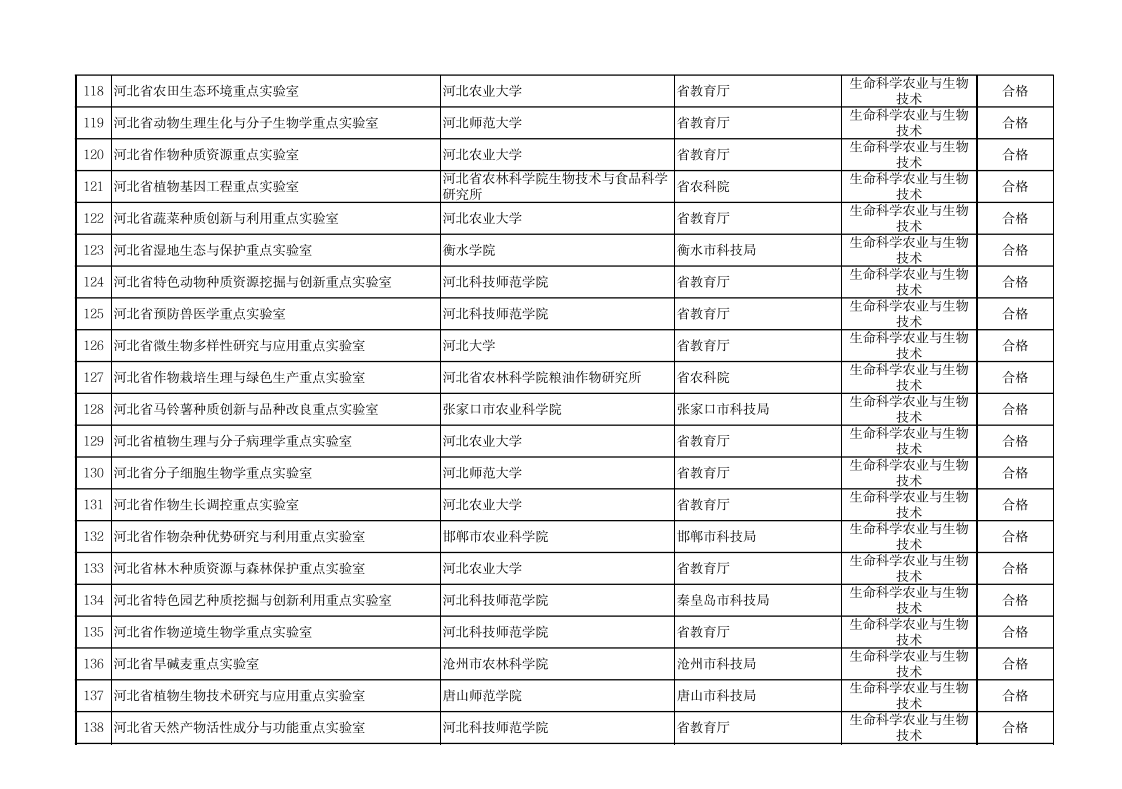 118 河北省农田生态环境重点实验室 河北农业大学 省教育厅 生命科学农业与生物技术 合格
119 河北省动物生理生化与分子生物学重点实验室 河北师范大学 省教育厅 生命科学农业与生物技术 合格
120 河北省作物种质资源重点实验室 河北农业大学 省教育厅 生命科学农业与生物技术 合格
121 河北省植物基因工程重点实验室 河北省农林科学院生物技术与食品科学研究所 省农科院 生命科学农业与生物技术 合格
122 河北省蔬菜种质创新与利用重点实验室 河北农业大学 省教育厅 生命科学农业与生物技术 合格
123 河北省湿地生态与保护重点实验室 衡水学院 衡水市科技局 生命科学农业与生物技术 合格
124 河北省特色动物种质资源挖掘与创新重点实验室 河北科技师范学院 省教育厅 生命科学农业与生物技术 合格
125 河北省预防兽医学重点实验室 河北科技师范学院 省教育厅 生命科学农业与生物技术 合格
126 河北省微生物多样性研究与应用重点实验室 河北大学 省教育厅 生命科学农业与生物技术 合格
127 河北省作物栽培生理与绿色生产重点实验室 河北省农林科学院粮油作物研究所 省农科院 生命科学农业与生物技术 合格
128 河北省马铃薯种质创新与品种改良重点实验室 张家口市农业科学院 张家口市科技局 生命科学农业与生物技术 合格
129 河北省植物生理与分子病理学重点实验室 河北农业大学 省教育厅 生命科学农业与生物技术 合格
130 河北省分子细胞生物学重点实验室 河北师范大学 省教育厅 生命科学农业与生物技术 合格
131 河北省作物生长调控重点实验室 河北农业大学 省教育厅 生命科学农业与生物技术 合格
132 河北省作物杂种优势研究与利用重点实验室 邯郸市农业科学院 邯郸市科技局 生命科学农业与生物技术 合格
133 河北省林木种质资源与森林保护重点实验室 河北农业大学 省教育厅 生命科学农业与生物技术 合格
134 河北省特色园艺种质挖掘与创新利用重点实验室 河北科技师范学院 秦皇岛市科技局 生命科学农业与生物技术 合格
135 河北省作物逆境生物学重点实验室 河北科技师范学院 省教育厅 生命科学农业与生物技术 合格
136 河北省旱碱麦重点实验室 沧州市农林科学院 沧州市科技局 生命科学农业与生物技术 合格
137 河北省植物生物技术研究与应用重点实验室 唐山师范学院 唐山市科技局 生命科学农业与生物技术 合格
138 河北省天然产物活性成分与功能重点实验室 河北科技师范学院 省教育厅 生命科学农业与生物技术 合格